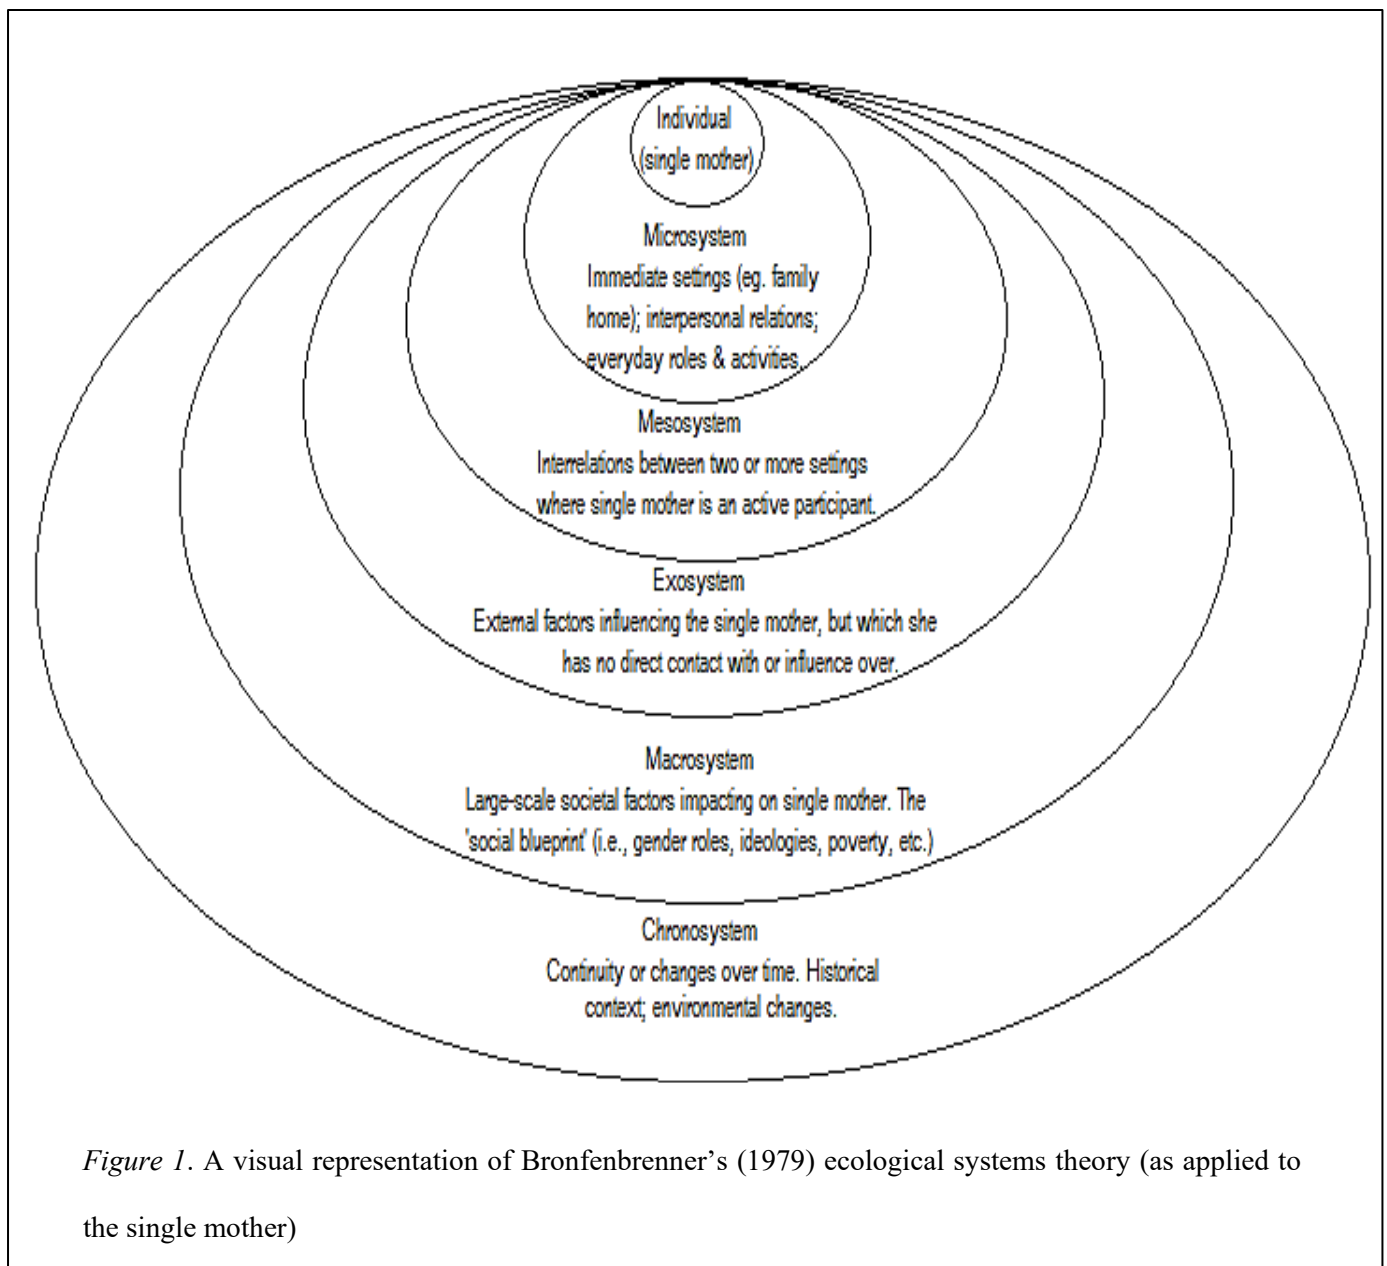 Individual
(single mother)
Microsystem
Immediate settings (eg. family
home); interpersonal relations;
everyday roles & activities.
Mesosystem
Interrelations between two or more settings
where single mother is an active participant.
Exosystem
External factors influencing the single mother, but which she
has no direct contact with or influence over.
Macrosystem
Large-scale societal factors impacting on single mother. The
'social blueprint' (i.e., gender roles, ideologies, poverty, etc.)
Chronosystem
Continuity or changes over time. Historical
context; environmental changes.
Figure 1. A visual representation of Bronfenbrenner’s (1979) ecological systems theory (as applied to
the single mother)